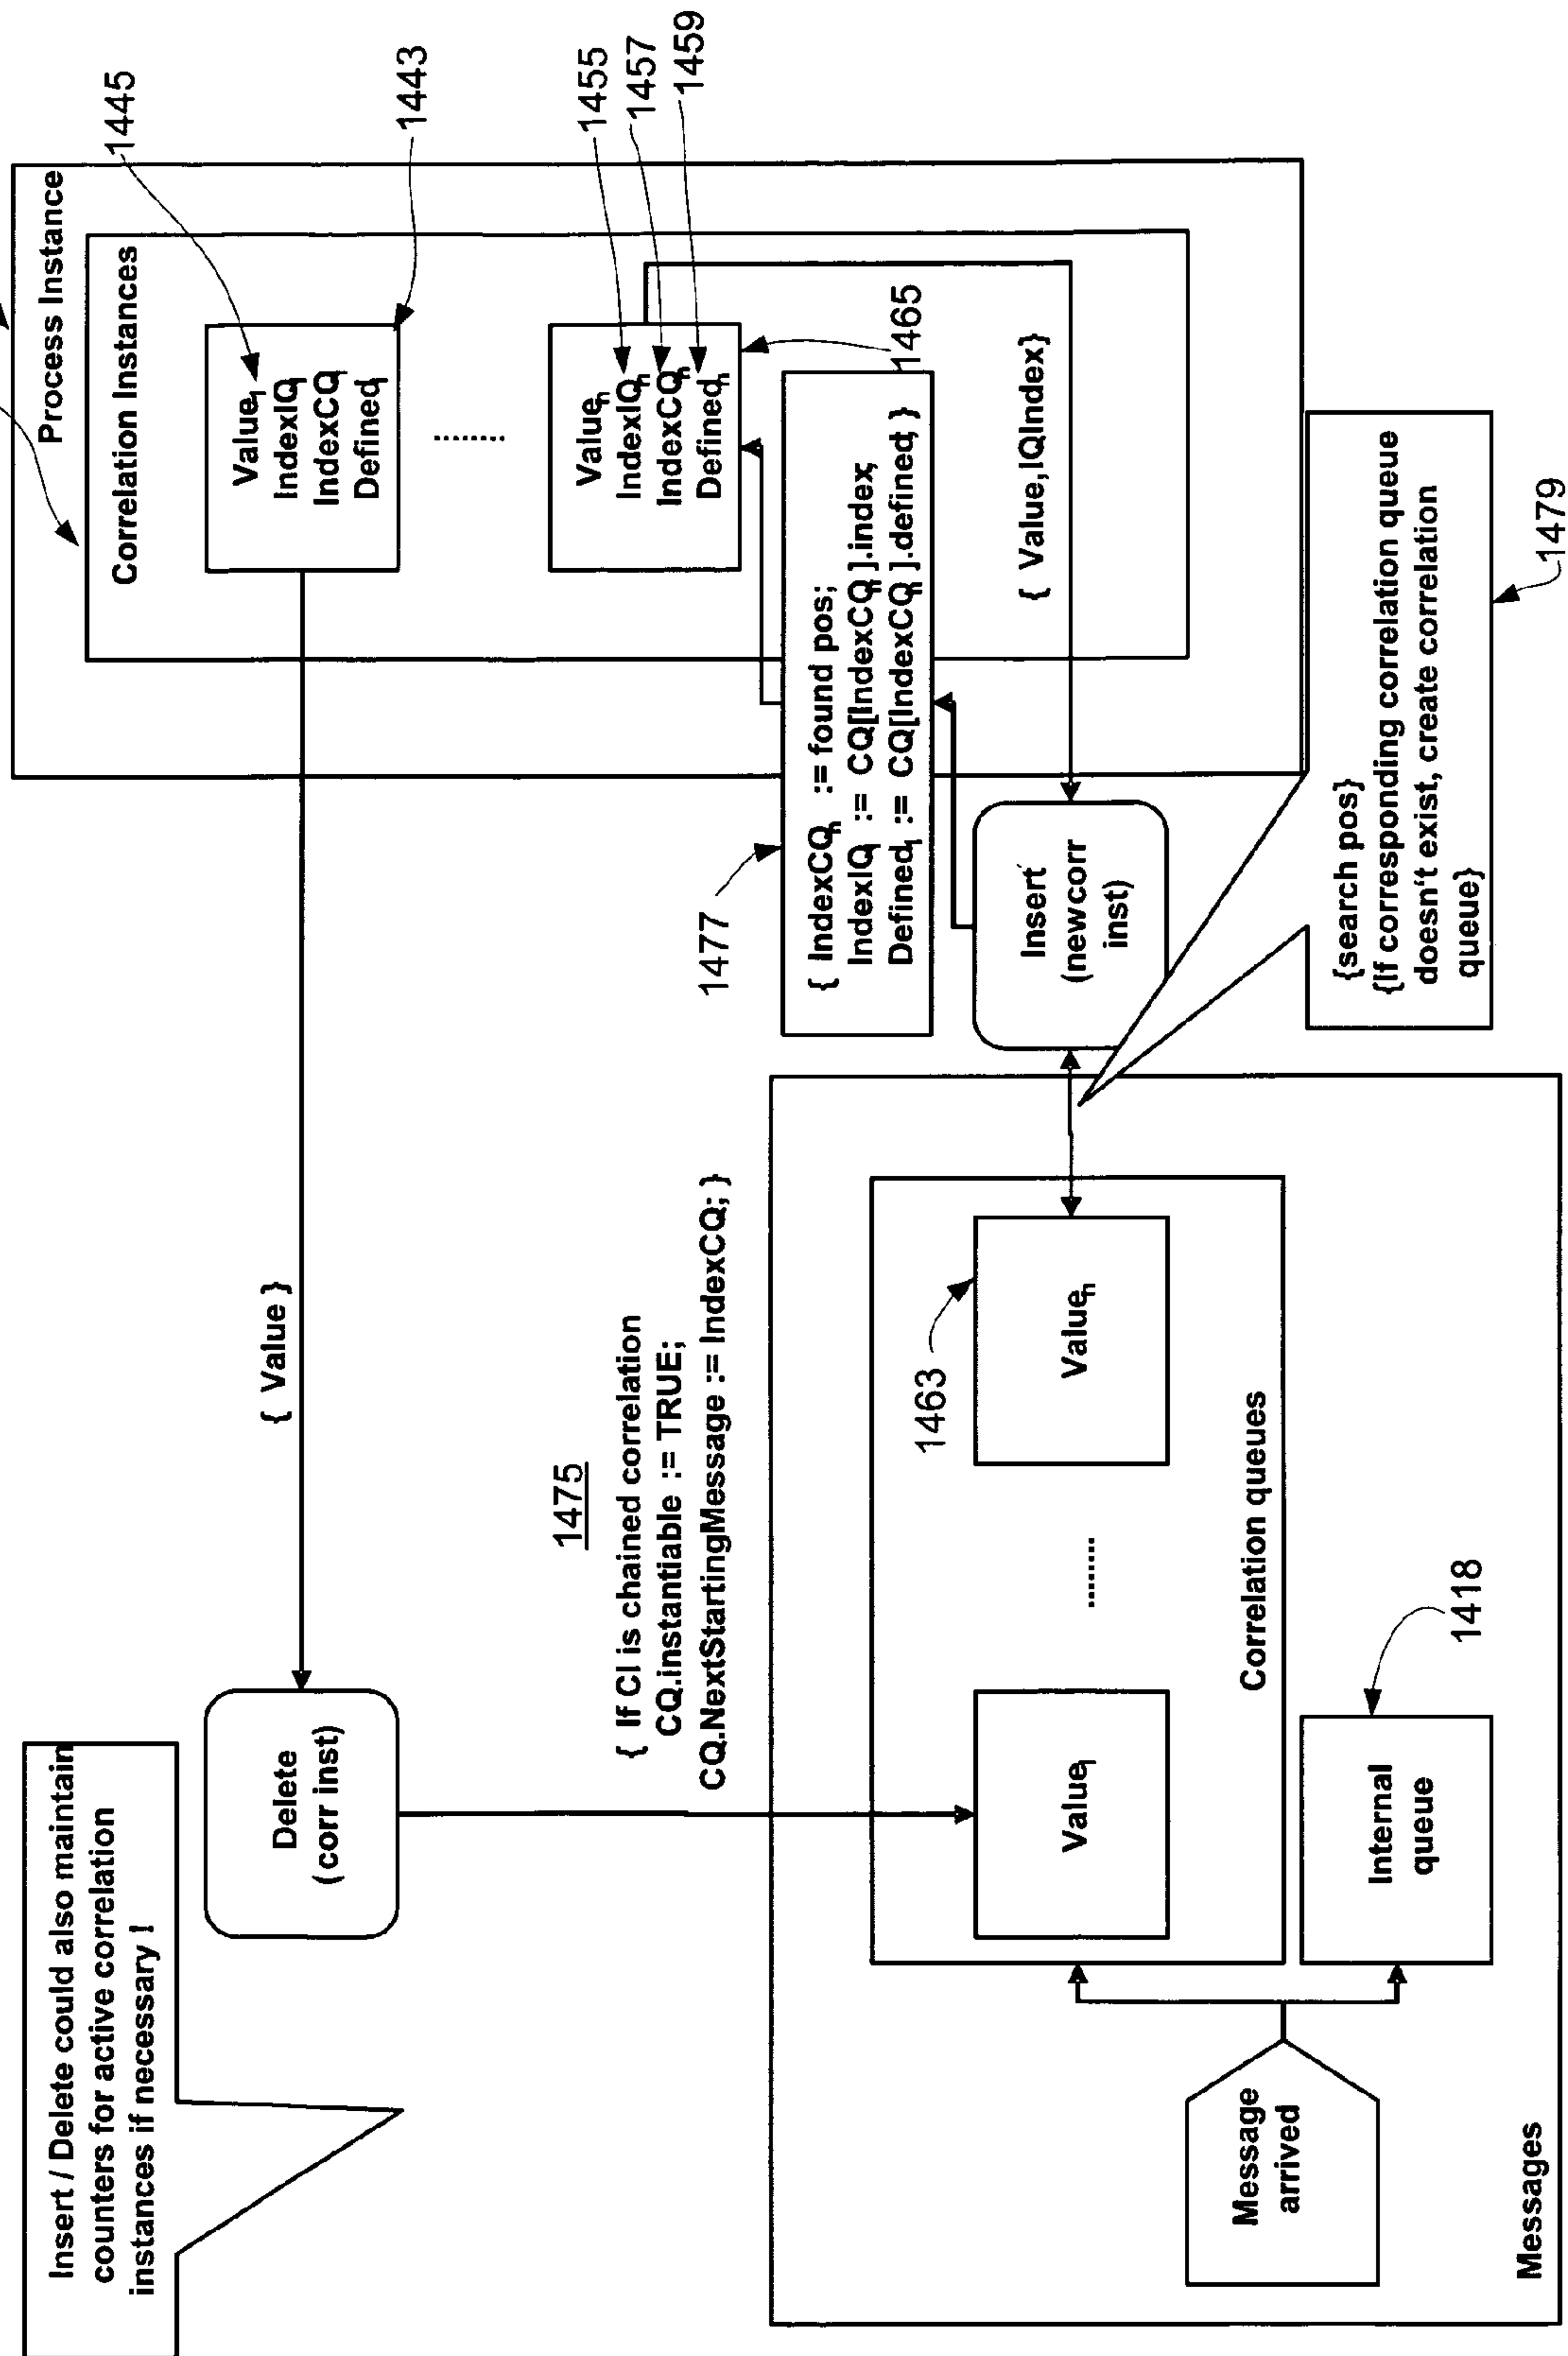 Insert / Delete could also maintain
counters for active correlation
instances if necessary !
Delete
(corr inst)
{ Value }
Process Instance
Correlation Instances
1445
Value₁
IndexIQ₁
IndexCQ₁
Defined₁
1443
........
Valueₙ
IndexIQₙ
IndexCQₙ
Definedₙ
1455
1457
1459
1465
1475
{ If CI is chained correlation
CQ.instantiable := TRUE;
CQ.NextStartingMessage := IndexCQ; }
1477
{ IndexCQₙ := found pos;
IndexIQ₁ := CQ[IndexCQₙ].index;
Defined₁ := CQ[IndexCQₙ].defined; }
{ Value, IQIndex}
Insert
(newcorr
inst)
{search pos}
{If corresponding correlation queue
doesn't exist, create correlation
queue}
1479
1463
Value₁
........
Valueₙ
Correlation queues
Internal
queue
1418
Message
arrived
Messages